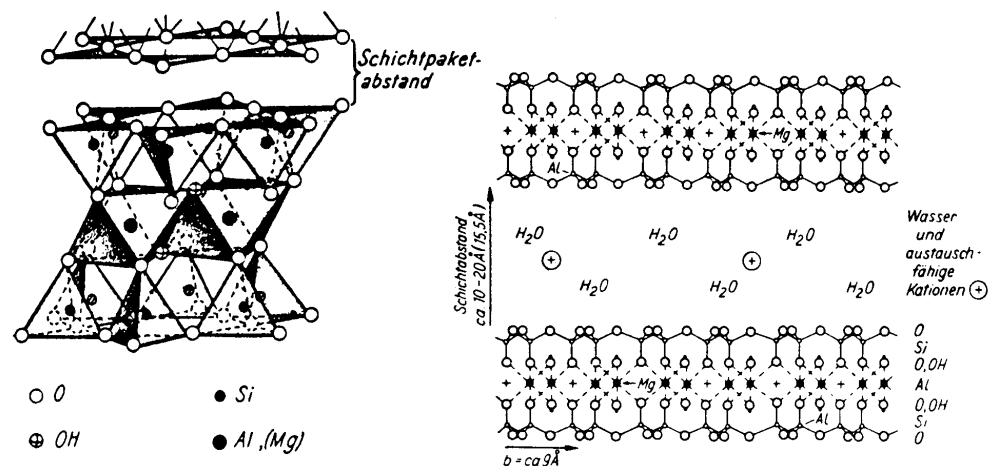 Schichtpaket-
abstand
O
Si
OH
Al,(Mg)
Mg
Al
Schichtabstand
ca 10-20Å (15,5Å)
H₂O H₂O H₂O
H₂O H₂O H₂O
Wasser
und
austausch-
fähige
Kationen
Mg
Al
O
Si
O,OH
Al
O,OH
Si
O
b = ca 9Å